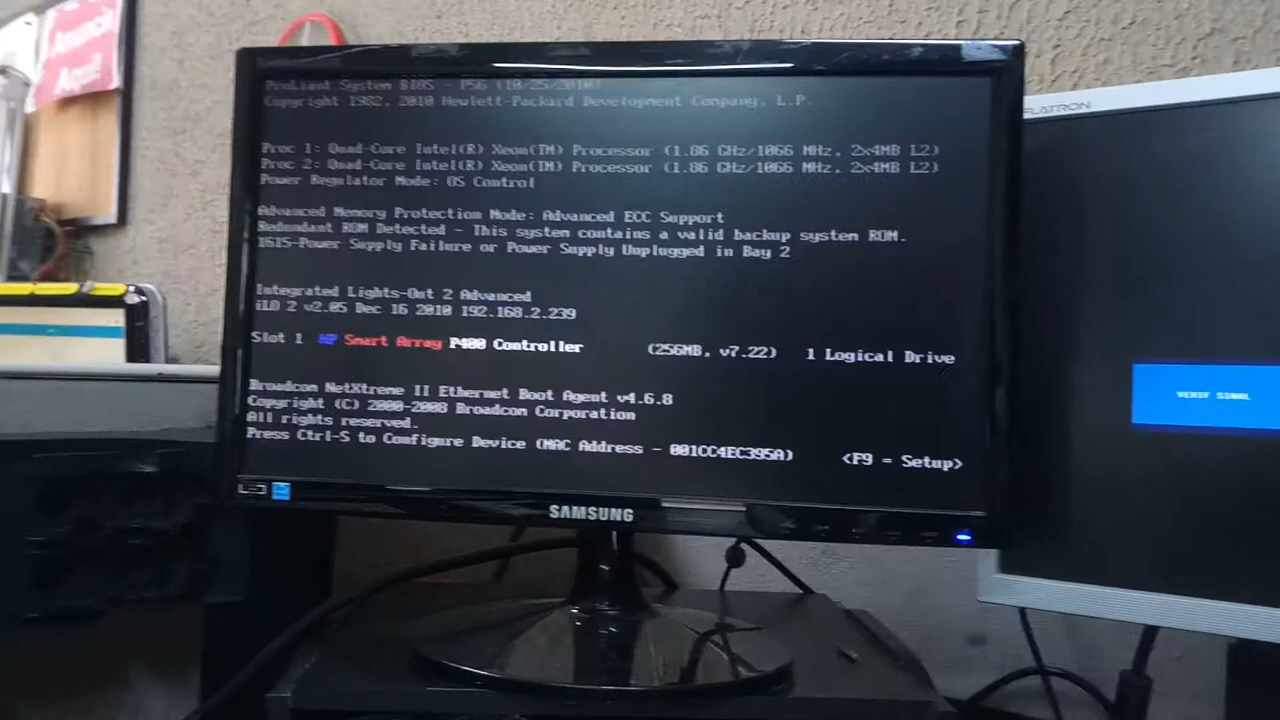 ProLiant System BIOS - P56 (10/25/2010)
Copyright 1982, 2010 Hewlett-Packard Development Company, L.P.
Proc 1: Quad-Core Intel(R) Xeon(TM) Processor (1.86 GHz/1066 MHz, 2x4MB L2)
Proc 2: Quad-Core Intel(R) Xeon(TM) Processor (1.86 GHz/1066 MHz, 2x4MB L2)
Power Regulator Mode: OS Control
Advanced Memory Protection Mode: Advanced ECC Support
Redundant ROM Detected - This system contains a valid backup system ROM.
1615-Power Supply Failure or Power Supply Unplugged in Bay 2
Integrated Lights-Out 2 Advanced
iLO 2 v2.05 Dec 16 2010 192.168.2.239
Slot 1 HP Smart Array P400 Controller (256MB, v7.22) 1 Logical Drive
Broadcom NetXtreme II Ethernet Boot Agent v4.6.8
Copyright (C) 2000-2008 Broadcom Corporation
All rights reserved.
Press Ctrl-S to Configure Device (MAC Address - 001CC4EC395A) <F9 = Setup>
SAMSUNG
FLATRON
VERIF SINAL